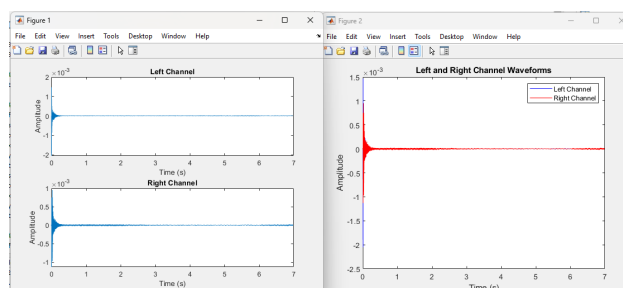 Figure 1
File Edit View Insert Tools Desktop Window Help
Left Channel
×10-3
2
1
0
-1
-2
Amplitude
0 1 2 3 4 5 6 7
Time (s)
Right Channel
×10-3
1
0.5
0
-0.5
-1
Amplitude
0 1 2 3 4 5 6 7
Time (s)
Figure 2
File Edit View Insert Tools Desktop Window Help
Left and Right Channel Waveforms
×10-3
1.5
1
0.5
0
-0.5
-1
-1.5
-2
-2.5
Amplitude
Left Channel
Right Channel
0 1 2 3 4 5 6 7
Time (s)